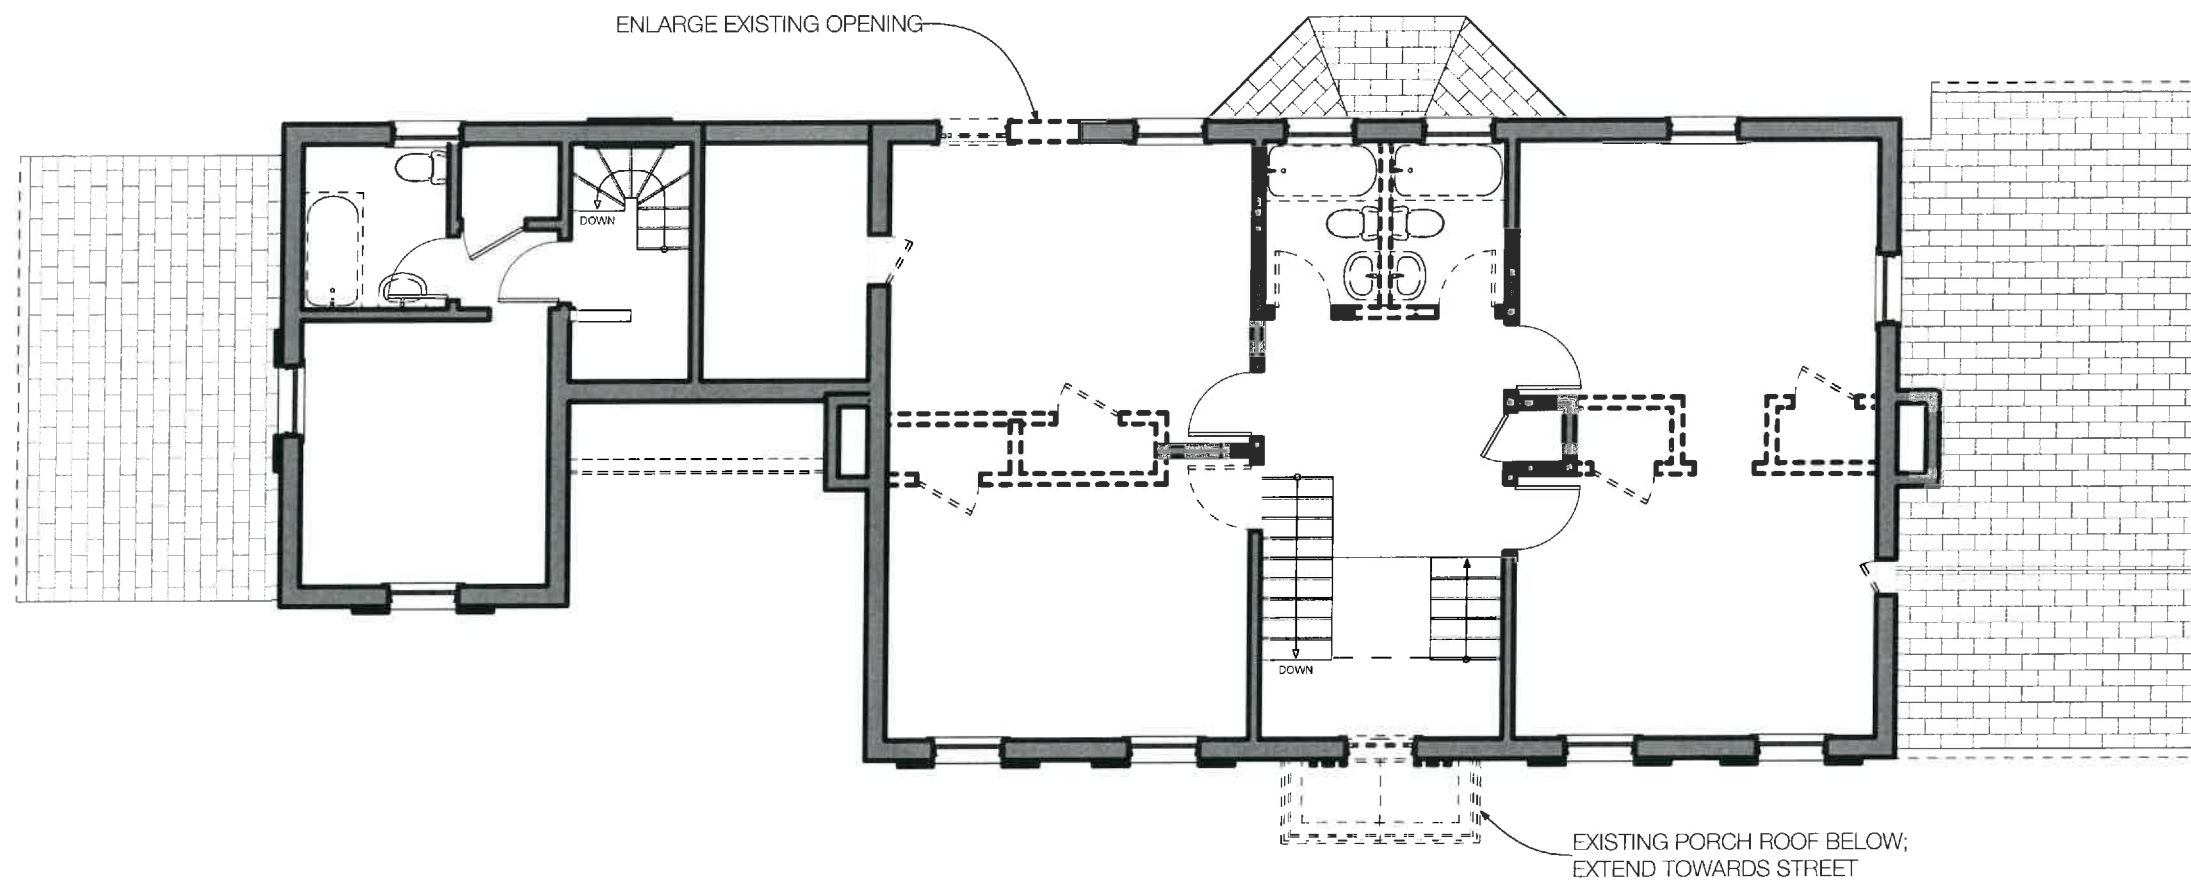 ENLARGE EXISTING OPENING
DOWN
DOWN
EXISTING PORCH ROOF BELOW;
EXTEND TOWARDS STREET